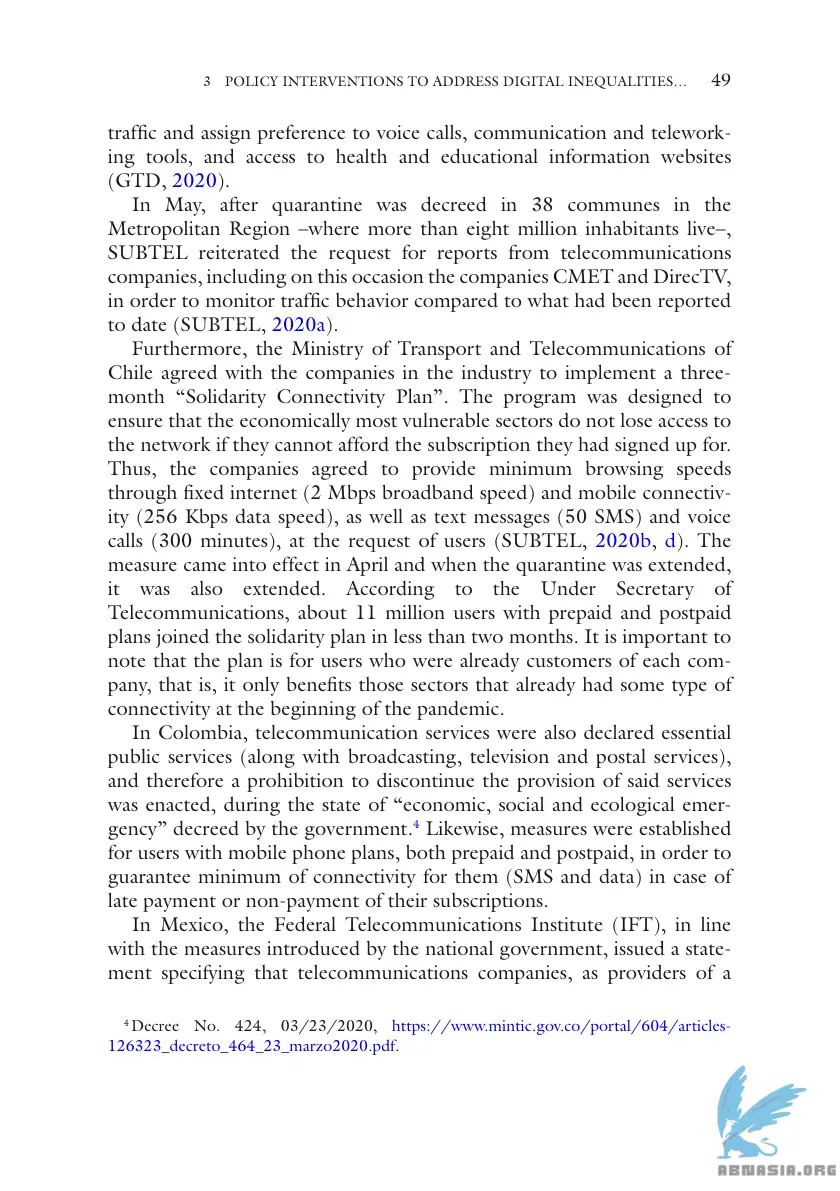 3 POLICY INTERVENTIONS TO ADDRESS DIGITAL INEQUALITIES… 49
traffic and assign preference to voice calls, communication and telework-
ing tools, and access to health and educational information websites
(GTD, 2020).
In May, after quarantine was decreed in 38 communes in the
Metropolitan Region –where more than eight million inhabitants live–,
SUBTEL reiterated the request for reports from telecommunications
companies, including on this occasion the companies CMET and DirecTV,
in order to monitor traffic behavior compared to what had been reported
to date (SUBTEL, 2020a).
Furthermore, the Ministry of Transport and Telecommunications of
Chile agreed with the companies in the industry to implement a three-
month “Solidarity Connectivity Plan”. The program was designed to
ensure that the economically most vulnerable sectors do not lose access to
the network if they cannot afford the subscription they had signed up for.
Thus, the companies agreed to provide minimum browsing speeds
through fixed internet (2 Mbps broadband speed) and mobile connectiv-
ity (256 Kbps data speed), as well as text messages (50 SMS) and voice
calls (300 minutes), at the request of users (SUBTEL, 2020b, d). The
measure came into effect in April and when the quarantine was extended,
it was also extended. According to the Under Secretary of
Telecommunications, about 11 million users with prepaid and postpaid
plans joined the solidarity plan in less than two months. It is important to
note that the plan is for users who were already customers of each com-
pany, that is, it only benefits those sectors that already had some type of
connectivity at the beginning of the pandemic.
In Colombia, telecommunication services were also declared essential
public services (along with broadcasting, television and postal services),
and therefore a prohibition to discontinue the provision of said services
was enacted, during the state of “economic, social and ecological emer-
gency” decreed by the government.4 Likewise, measures were established
for users with mobile phone plans, both prepaid and postpaid, in order to
guarantee minimum of connectivity for them (SMS and data) in case of
late payment or non-payment of their subscriptions.
In Mexico, the Federal Telecommunications Institute (IFT), in line
with the measures introduced by the national government, issued a state-
ment specifying that telecommunications companies, as providers of a
4 Decree No. 424, 03/23/2020, https://www.mintic.gov.co/portal/604/articles-
126323_decreto_464_23_marzo2020.pdf.
ABNASIA.ORG